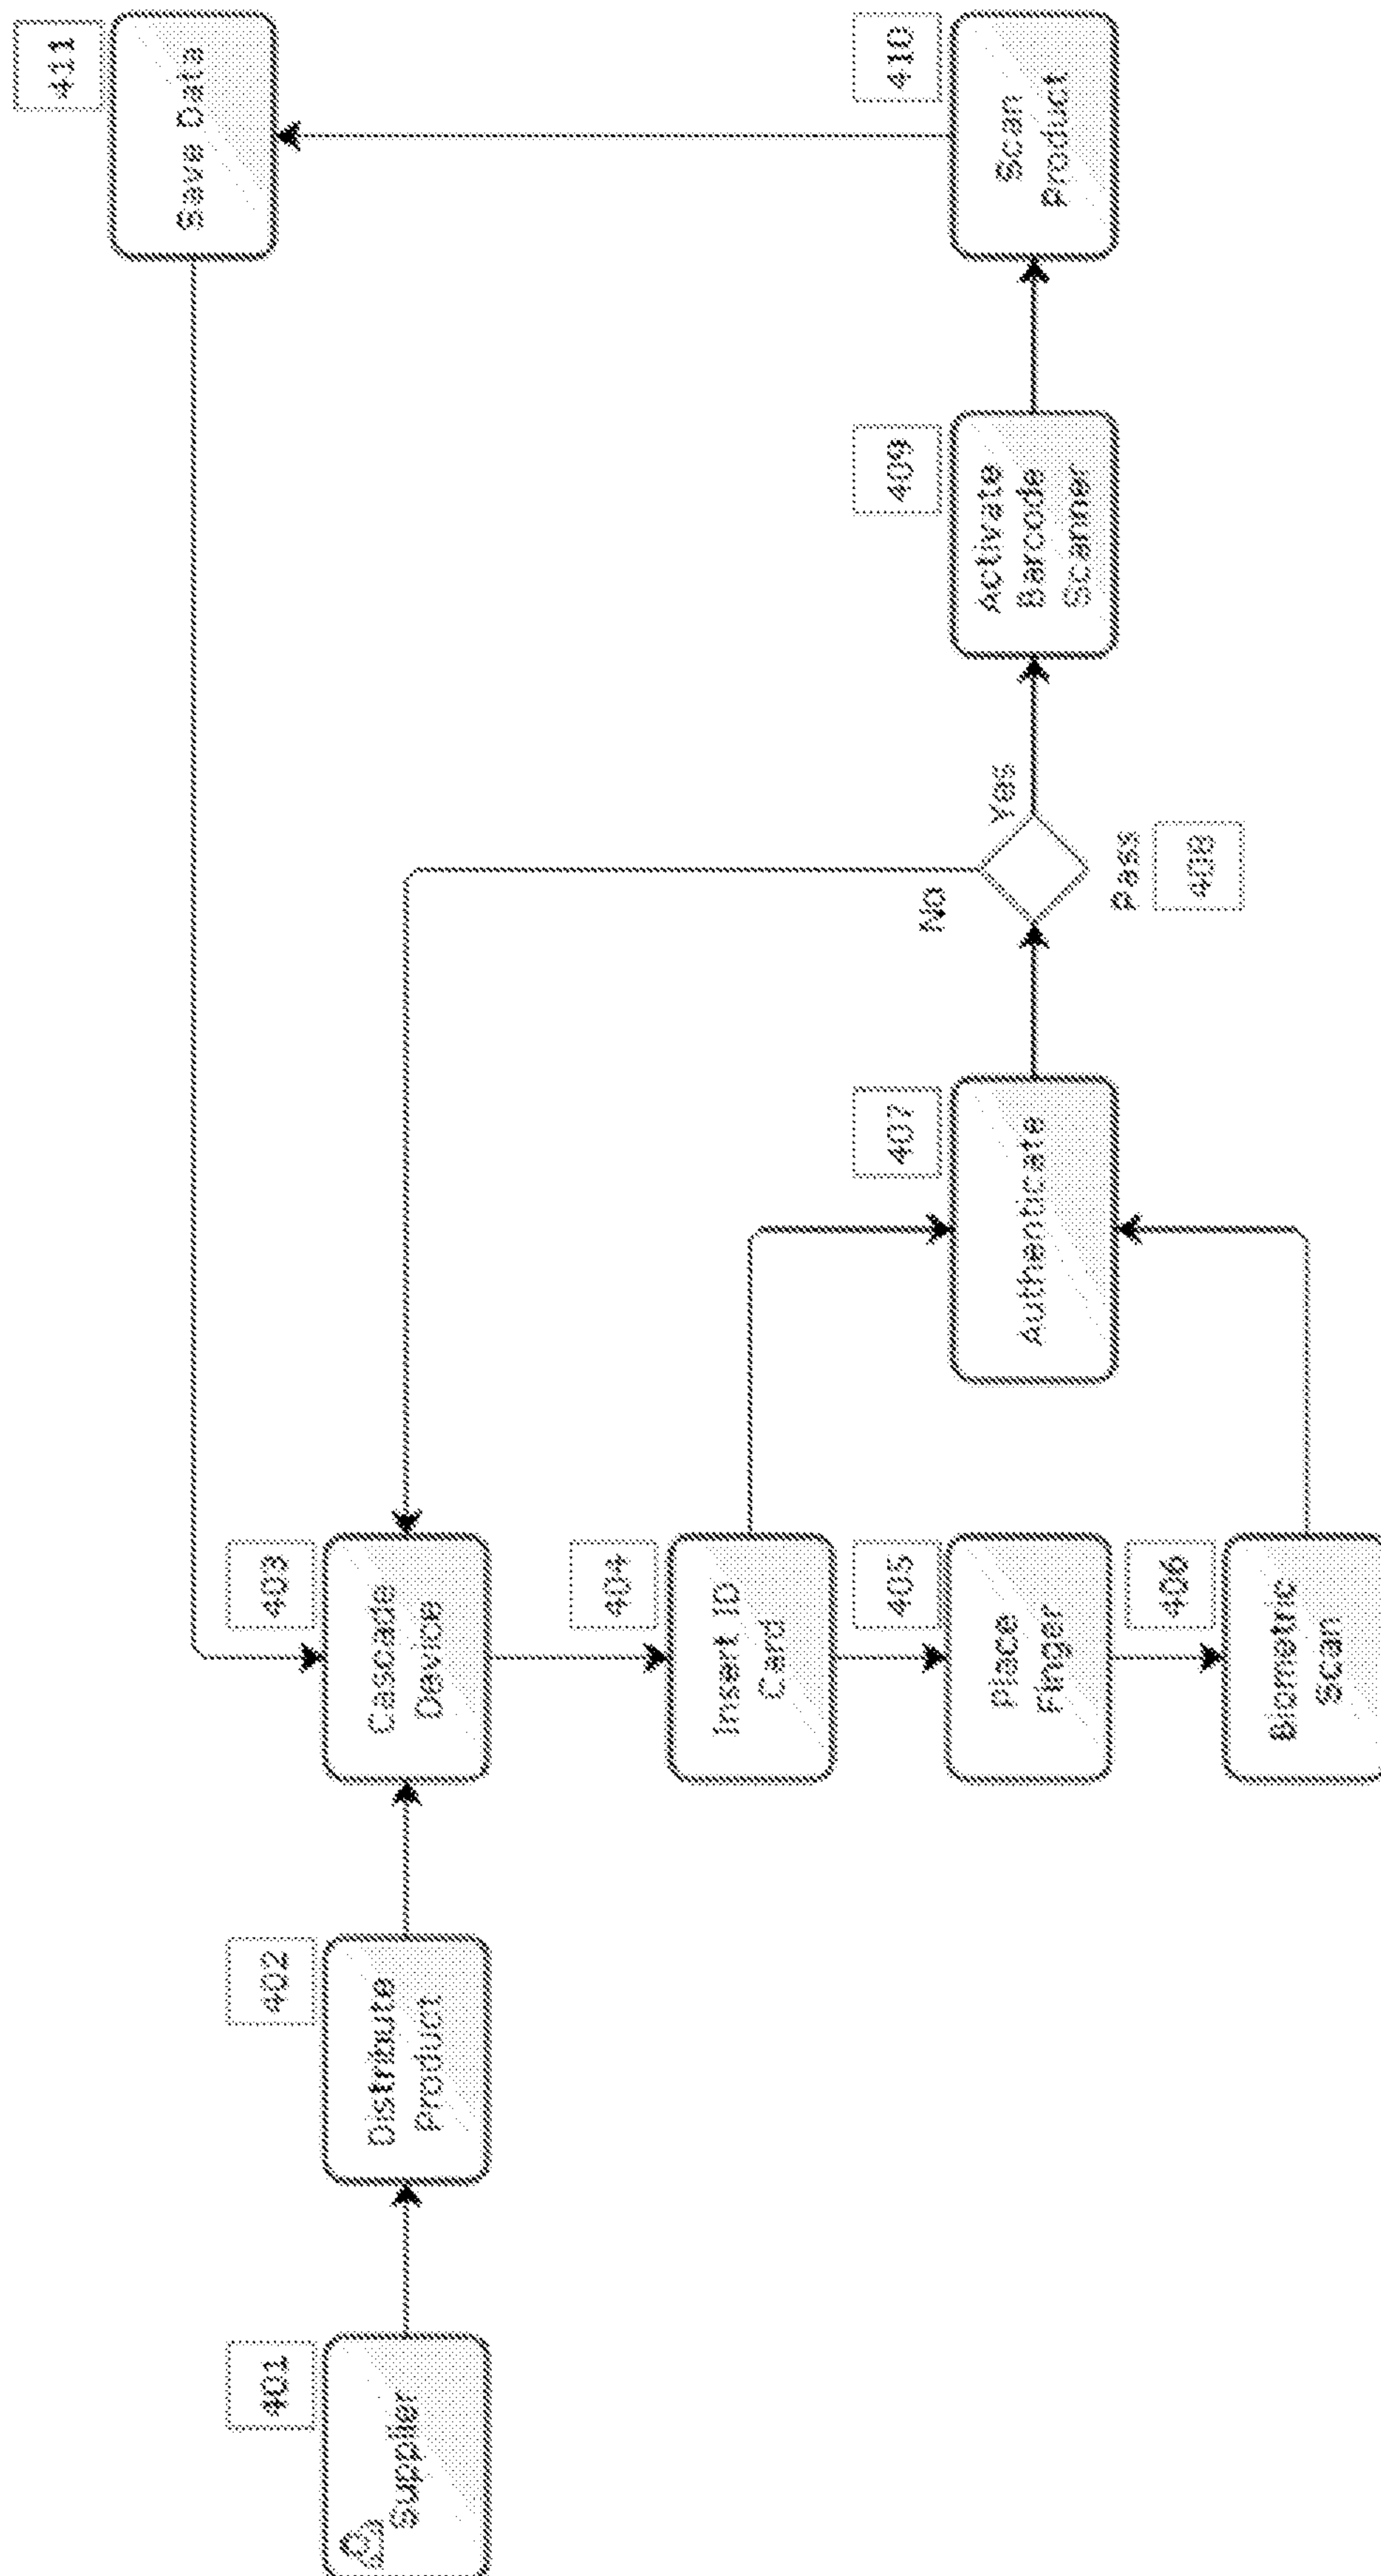 401
Supplier
402
Distribute
Product
403
Cascade
Device
404
Insert ID
Card
405
Place
Finger
406
Biometric
Scan
407
Authenticate
No
Yes
Pass
408
409
Activate
Barcode
Scanner
410
Scan
Product
411
Save Data